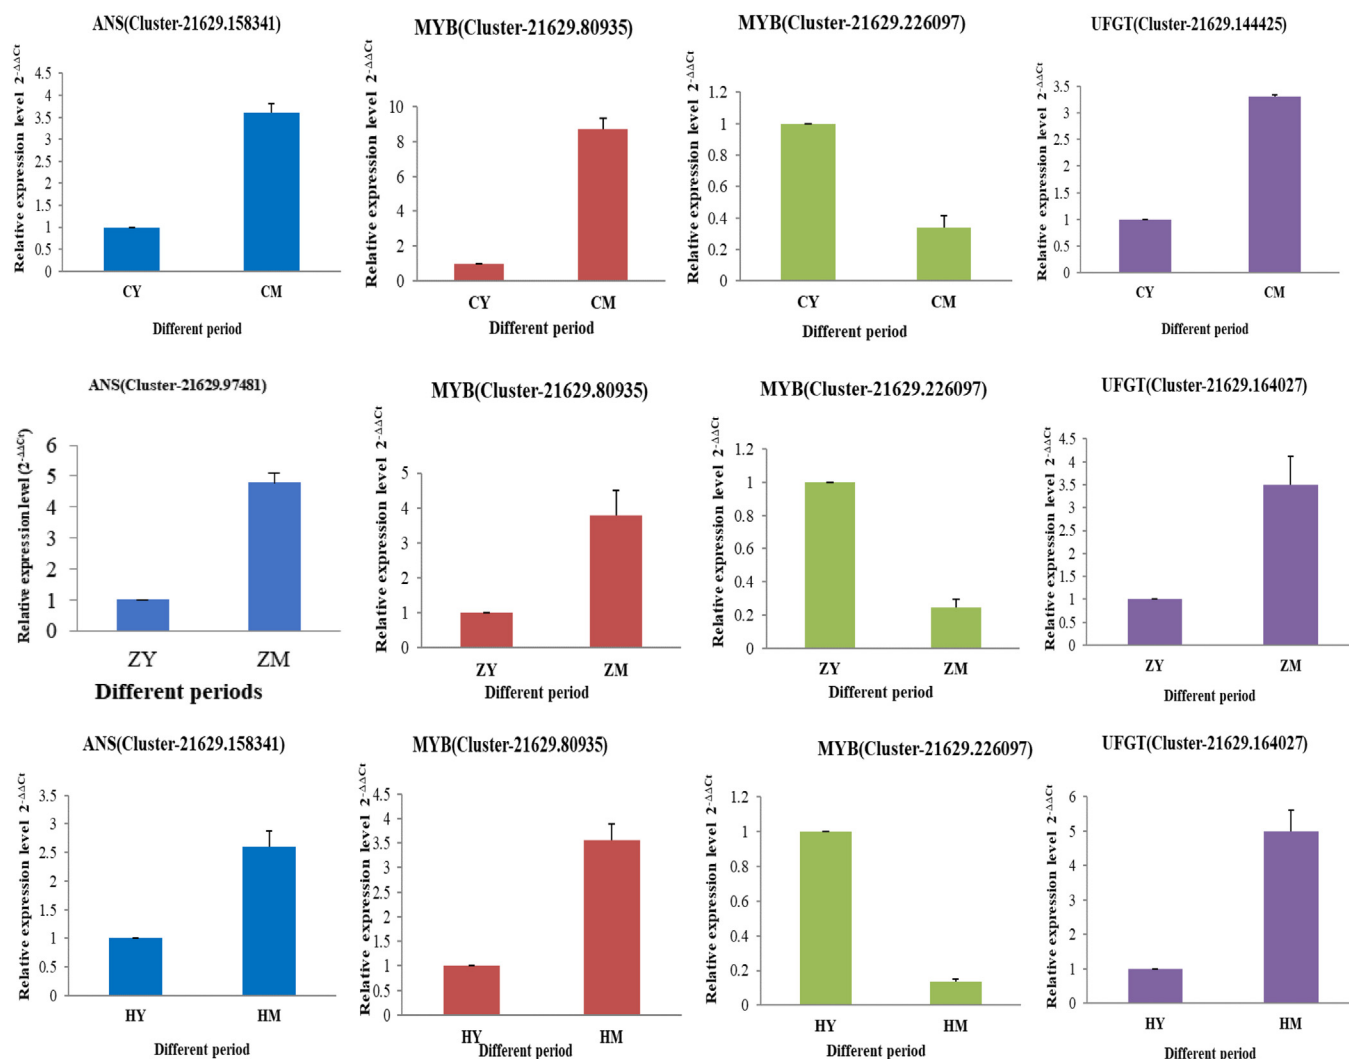 ANS(Cluster-21629.158341)
Relative expression level 2-ΔΔCt
4.5
4
3.5
3
2.5
2
1.5
1
0.5
0
CY CM
Different period
MYB(Cluster-21629.80935)
Relative expression level 2-ΔΔCt
10
8
6
4
2
0
CY CM
Different period
MYB(Cluster-21629.226097)
Relative expression level 2-ΔΔCt
1.2
1
0.8
0.6
0.4
0.2
0
CY CM
Different period
UFGT(Cluster-21629.144425)
Relative expression level 2-ΔΔCt
3.5
3
2.5
2
1.5
1
0.5
0
CY CM
Different period
ANS(Cluster-21629.97481)
Relative expression level(2-ΔΔCt)
6
5
4
3
2
1
0
ZY ZM
Different periods
MYB(Cluster-21629.80935)
Relative expression level 2-ΔΔCt
5
4
3
2
1
0
ZY ZM
Different period
MYB(Cluster-21629.226097)
Relative expression level 2-ΔΔCt
1.2
1
0.8
0.6
0.4
0.2
0
ZY ZM
Different period
UFGT(Cluster-21629.164027)
Relative expression level 2-ΔΔCt
4.5
4
3.5
3
2.5
2
1.5
1
0.5
0
ZY ZM
Different period
ANS(Cluster-21629.158341)
Relative expression level 2-ΔΔCt
3.5
3
2.5
2
1.5
1
0.5
0
HY HM
Different period
MYB(Cluster-21629.80935)
Relative expression level 2-ΔΔCt
4.5
4
3.5
3
2.5
2
1.5
1
0.5
0
HY HM
Different period
MYB(Cluster-21629.226097)
Relative expression level 2-ΔΔCt
1.2
1
0.8
0.6
0.4
0.2
0
HY HM
Different period
UFGT(Cluster-21629.164027)
Relative expression level 2-ΔΔCt
6
5
4
3
2
1
0
HY HM
Different period